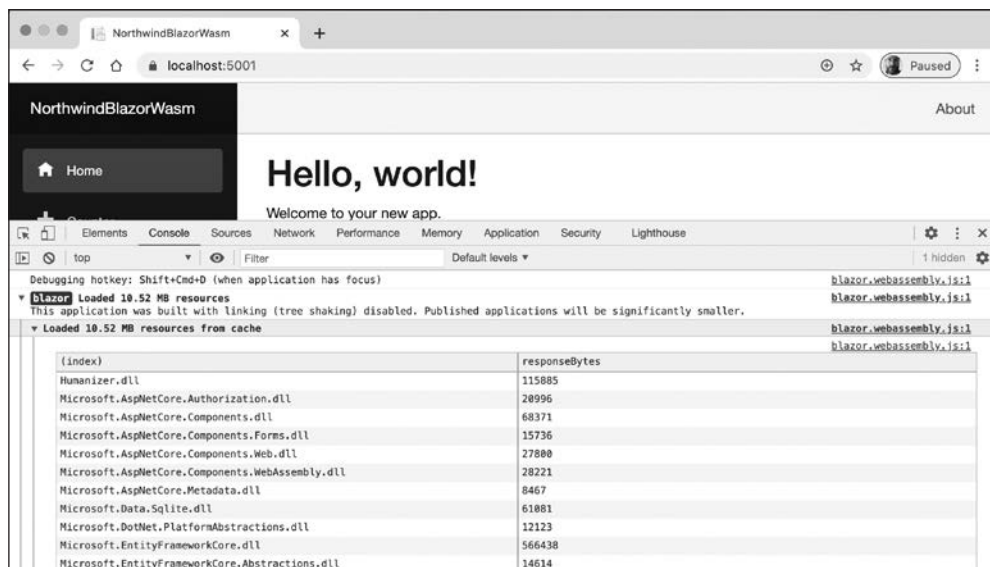 NorthwindBlazorWasm
localhost:5001
Paused
NorthwindBlazorWasm
About
Home
Hello, world!
Counter
Welcome to your new app.
Elements Console Sources Network Performance Memory Application Security Lighthouse
top Filter Default levels ▼ 1 hidden
Debugging hotkey: Shift+Cmd+D (when application has focus) blazor.webassembly.js:1
blazor Loaded 10.52 MB resources blazor.webassembly.js:1
This application was built with linking (tree shaking) disabled. Published applications will be significantly smaller.
Loaded 10.52 MB resources from cache blazor.webassembly.js:1
blazor.webassembly.js:1
(index) responseBytes
Humanizer.dll 115885
Microsoft.AspNetCore.Authorization.dll 20996
Microsoft.AspNetCore.Components.dll 68371
Microsoft.AspNetCore.Components.Forms.dll 15736
Microsoft.AspNetCore.Components.Web.dll 27800
Microsoft.AspNetCore.Components.WebAssembly.dll 28221
Microsoft.AspNetCore.Metadata.dll 8467
Microsoft.Data.Sqlite.dll 61081
Microsoft.DotNet.PlatformAbstractions.dll 12123
Microsoft.EntityFrameworkCore.dll 566438
Microsoft.EntityFrameworkCore.Abstractions.dll 14614